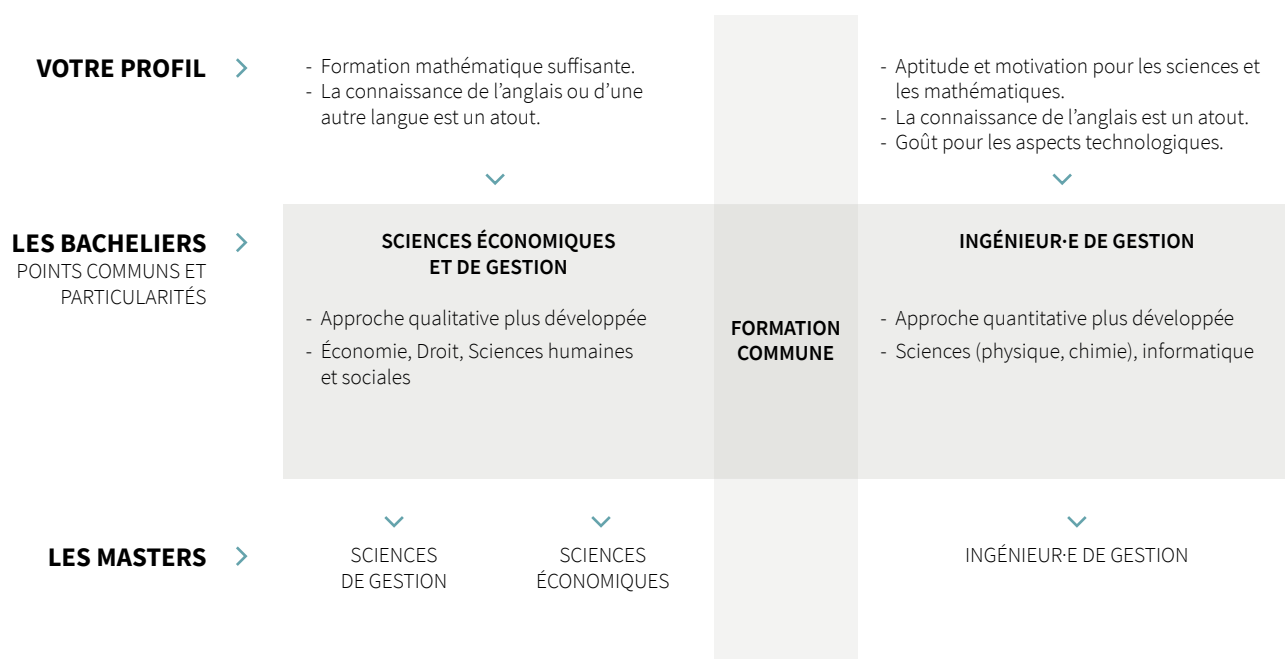 VOTRE PROFIL
- Formation mathématique suffisante.
- La connaissance de l'anglais ou d'une
autre langue est un atout.
- Aptitude et motivation pour les sciences et
les mathématiques.
- La connaissance de l'anglais est un atout.
- Goût pour les aspects technologiques.
LES BACHELIERS
POINTS COMMUNS ET
PARTICULARITÉS
SCIENCES ÉCONOMIQUES
ET DE GESTION
- Approche qualitative plus développée
- Économie, Droit, Sciences humaines
et sociales
FORMATION
COMMUNE
INGÉNIEUR·E DE GESTION
- Approche quantitative plus développée
- Sciences (physique, chimie), informatique
LES MASTERS
SCIENCES
DE GESTION
SCIENCES
ÉCONOMIQUES
INGÉNIEUR·E DE GESTION